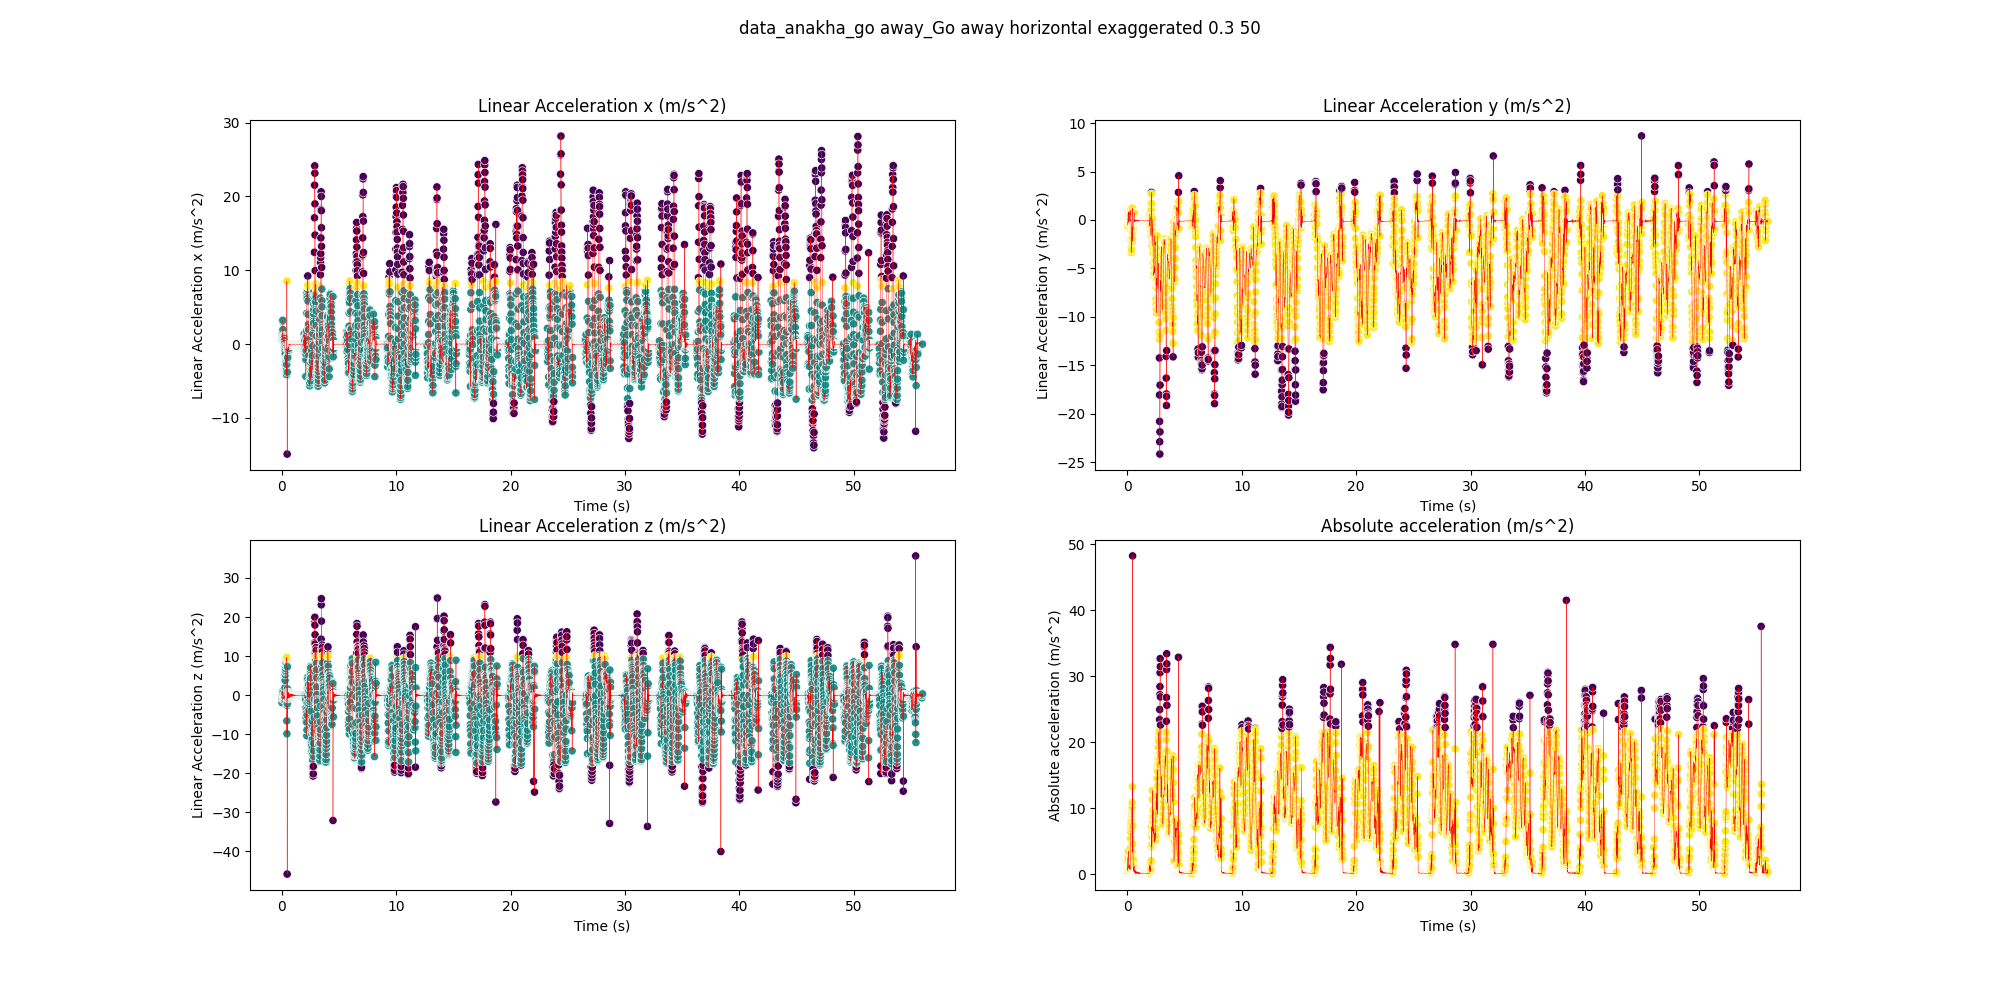 data_anakha_go away_Go away horizontal exaggerated 0.3 50
Linear Acceleration x (m/s^2)
Linear Acceleration x (m/s^2)
30
20
10
0
−10
0 10 20 30 40 50
Time (s)
Linear Acceleration y (m/s^2)
Linear Acceleration y (m/s^2)
10
5
0
−5
−10
−15
−20
−25
0 10 20 30 40 50
Time (s)
Linear Acceleration z (m/s^2)
Linear Acceleration z (m/s^2)
30
20
10
0
−10
−20
−30
−40
0 10 20 30 40 50
Time (s)
Absolute acceleration (m/s^2)
Absolute acceleration (m/s^2)
50
40
30
20
10
0
0 10 20 30 40 50
Time (s)